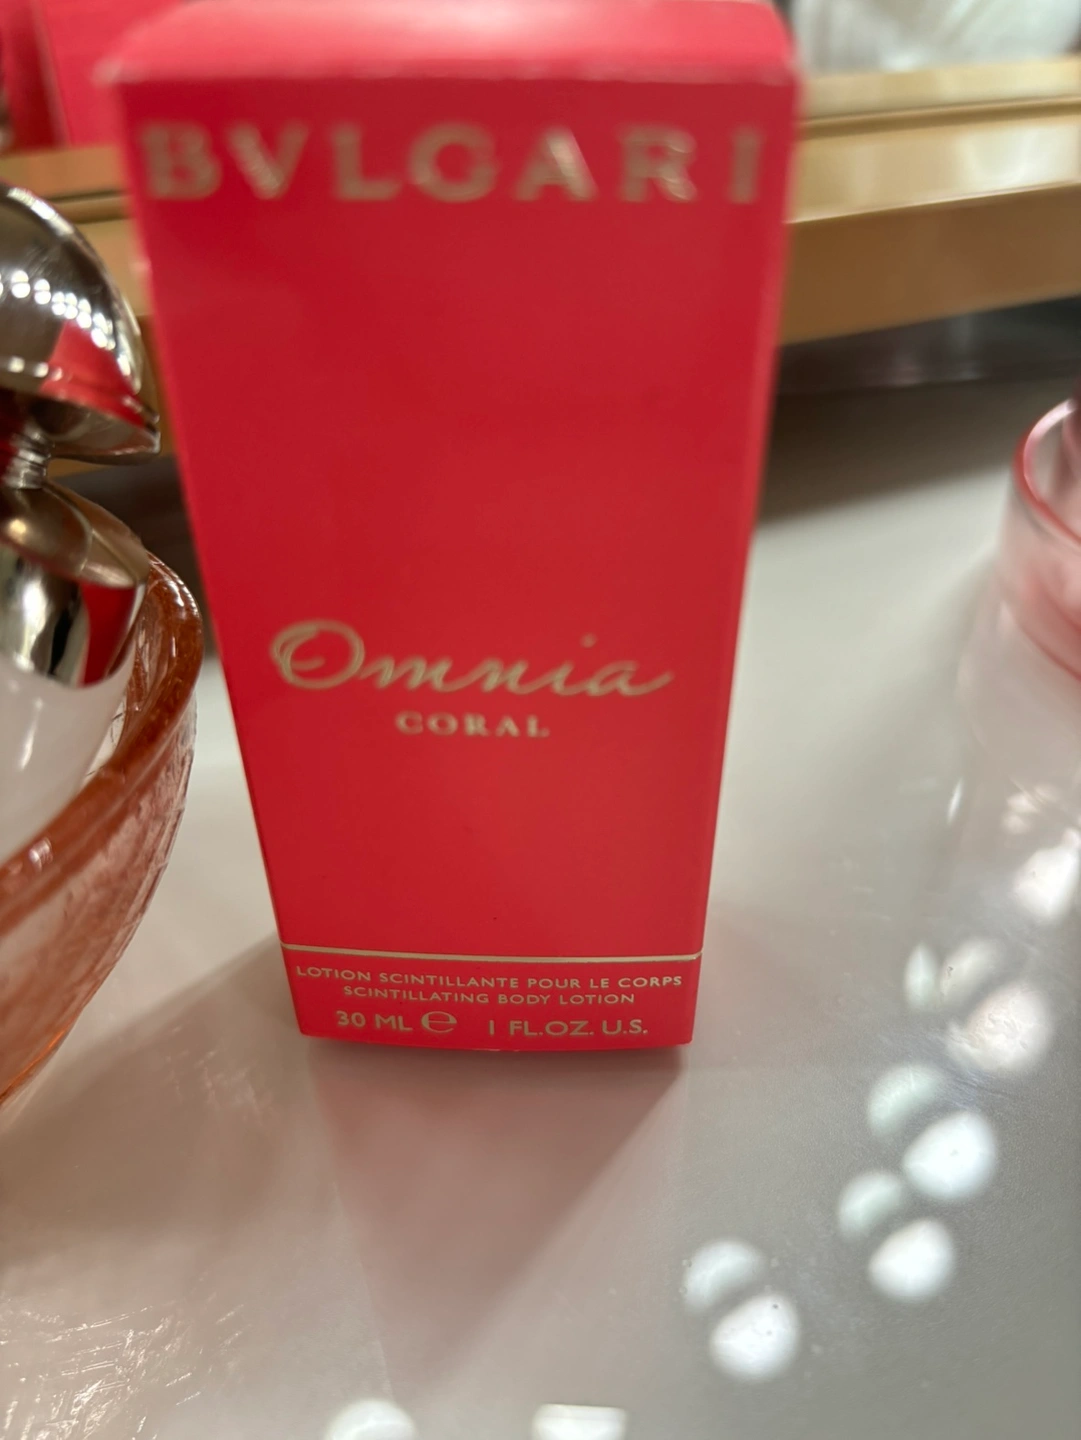 BVLGARI
Omnia
CORAL
LOTION SCINTILLANTE POUR LE CORPS
SCINTILLATING BODY LOTION
30 ML ℮ 1 FL.OZ. U.S.